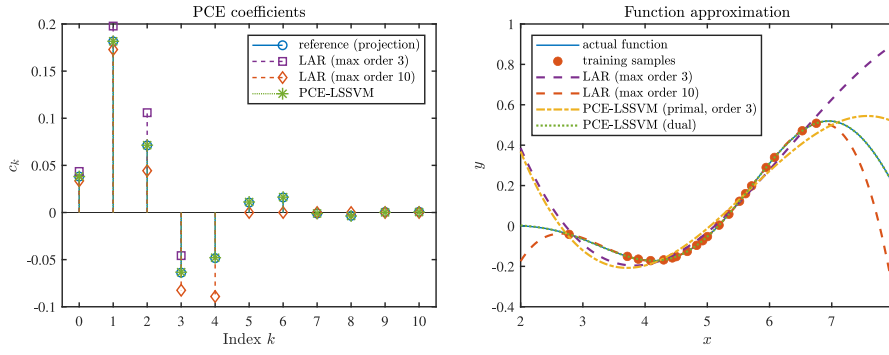 PCE coefficients
0.2
0.15
0.1
0.05
0
-0.05
-0.1
c_k
0 1 2 3 4 5 6 7 8 9 10
Index k
reference (projection)
LAR (max order 3)
LAR (max order 10)
PCE-LSSVM
Function approximation
1
0.8
0.6
0.4
0.2
0
-0.2
-0.4
y
2 3 4 5 6 7
x
actual function
training samples
LAR (max order 3)
LAR (max order 10)
PCE-LSSVM (primal, order 3)
PCE-LSSVM (dual)